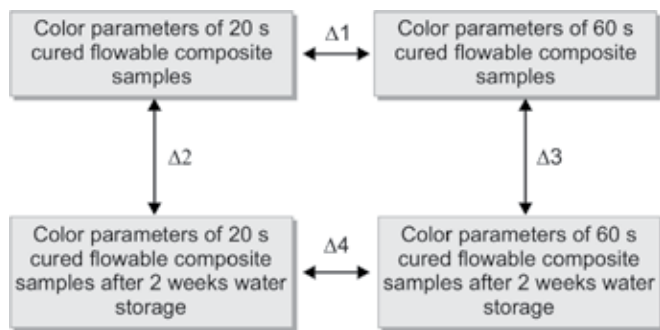 Color parameters of 20 s
cured flowable composite
samples
Δ1
Color parameters of 60 s
cured flowable composite
samples
Δ2
Δ3
Color parameters of 20 s
cured flowable composite
samples after 2 weeks water
storage
Δ4
Color parameters of 60 s
cured flowable composite
samples after 2 weeks water
storage